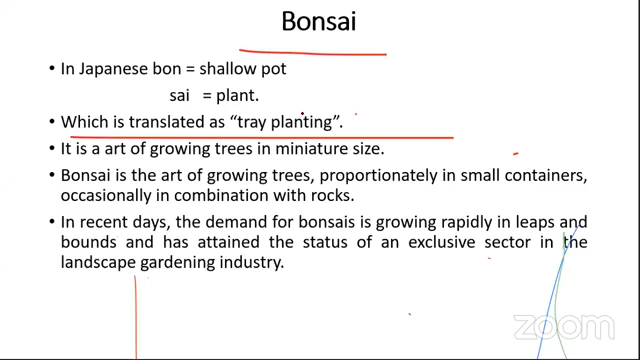 Bonsai
• In Japanese bon = shallow pot
sai = plant.
• Which is translated as “tray planting”.
• It is a art of growing trees in miniature size.
• Bonsai is the art of growing trees, proportionately in small containers,
occasionally in combination with rocks.
• In recent days, the demand for bonsais is growing rapidly in leaps and
bounds and has attained the status of an exclusive sector in the
landscape gardening industry.
zoom